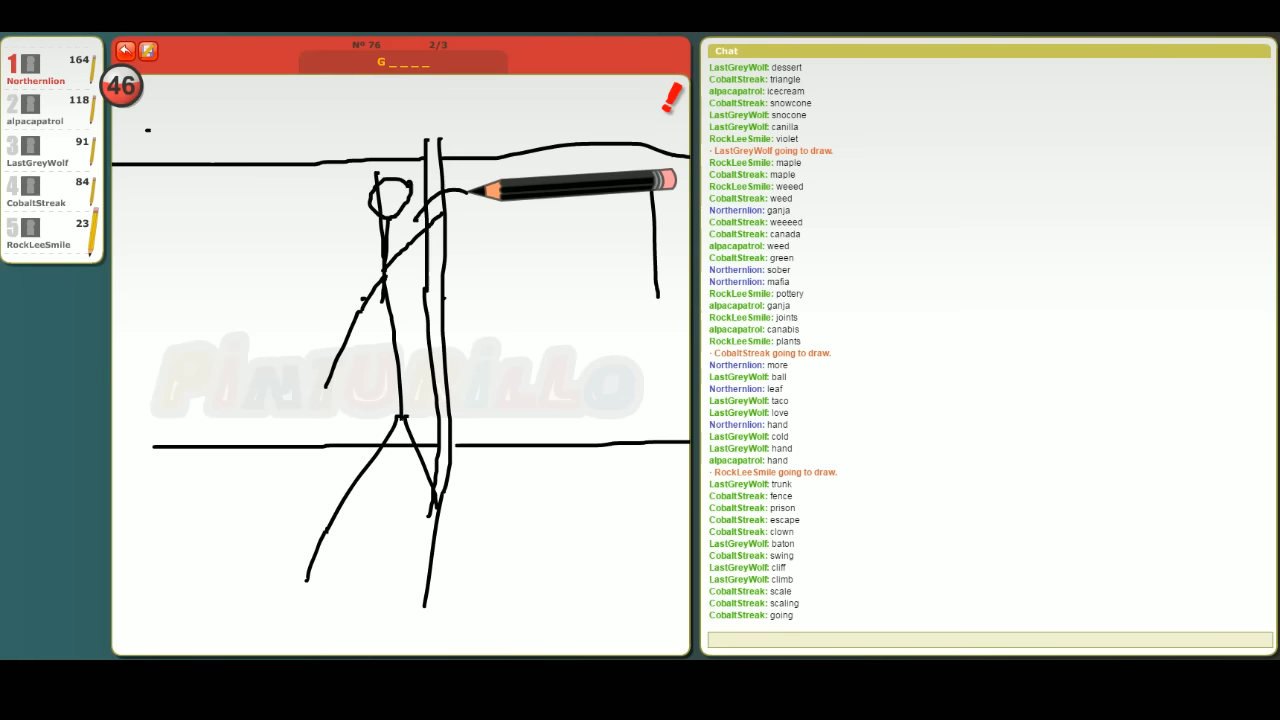 Nº 76 2/3
G _ _ _ _
46
1 164
Northernlion
2 118
alpacapatrol
3 91
LastGreyWolf
4 84
CobaltStreak
5 23
RockLeeSmile
PINTURILLO
Chat
LastGreyWolf: dessert
CobaltStreak: triangle
alpacapatrol: icecream
CobaltStreak: snowcone
LastGreyWolf: snocone
LastGreyWolf: canilla
RockLeeSmile: violet
· LastGreyWolf going to draw.
RockLeeSmile: maple
CobaltStreak: maple
RockLeeSmile: weeed
CobaltStreak: weed
Northernlion: ganja
CobaltStreak: weeeed
CobaltStreak: canada
alpacapatrol: weed
CobaltStreak: green
Northernlion: sober
Northernlion: mafia
RockLeeSmile: pottery
alpacapatrol: ganja
RockLeeSmile: joints
alpacapatrol: canabis
RockLeeSmile: plants
· CobaltStreak going to draw.
Northernlion: more
LastGreyWolf: ball
Northernlion: leaf
LastGreyWolf: taco
LastGreyWolf: love
Northernlion: hand
LastGreyWolf: cold
LastGreyWolf: hand
alpacapatrol: hand
· RockLeeSmile going to draw.
LastGreyWolf: trunk
CobaltStreak: fence
CobaltStreak: prison
CobaltStreak: escape
CobaltStreak: clown
LastGreyWolf: baton
CobaltStreak: swing
LastGreyWolf: cliff
LastGreyWolf: climb
CobaltStreak: scale
CobaltStreak: scaling
CobaltStreak: going